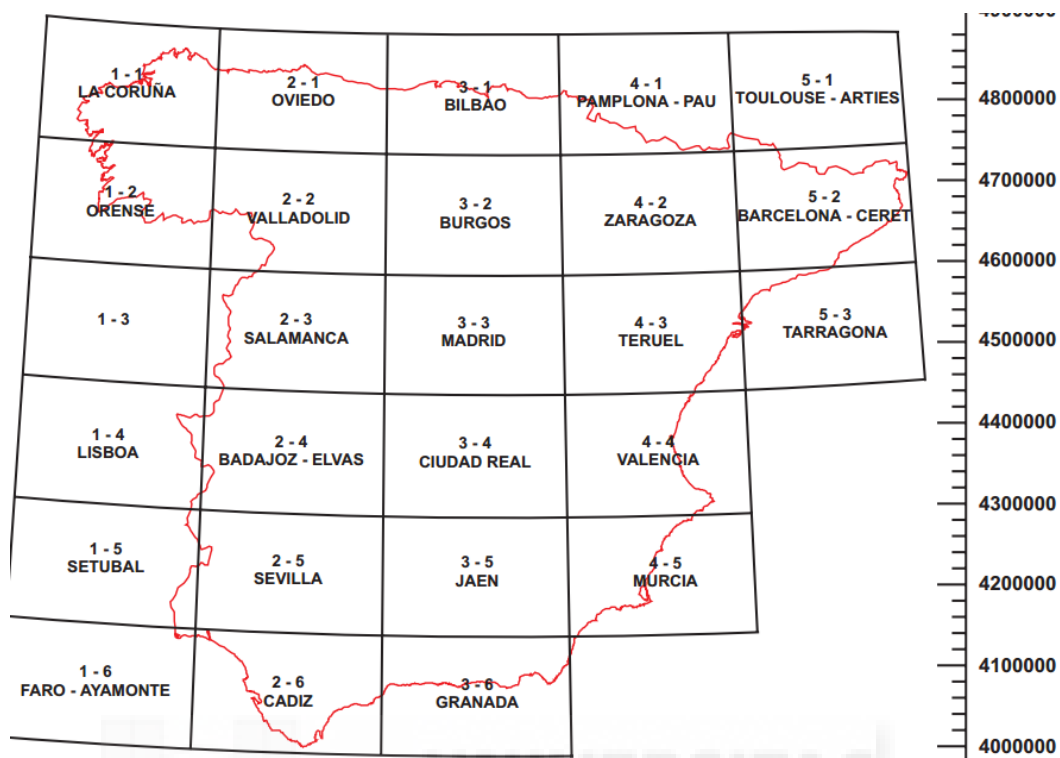 1 - 1
LA CORUÑA
2 - 1
OVIEDO
3 - 1
BILBAO
4 - 1
PAMPLONA - PAU
5 - 1
TOULOUSE - ARTIES
4800000
1 - 2
ORENSE
2 - 2
VALLADOLID
3 - 2
BURGOS
4 - 2
ZARAGOZA
5 - 2
BARCELONA - CERET
4700000
4600000
1 - 3
2 - 3
SALAMANCA
3 - 3
MADRID
4 - 3
TERUEL
5 - 3
TARRAGONA
4500000
1 - 4
LISBOA
2 - 4
BADAJOZ - ELVAS
3 - 4
CIUDAD REAL
4 - 4
VALENCIA
4400000
4300000
1 - 5
SETUBAL
2 - 5
SEVILLA
3 - 5
JAEN
4 - 5
MURCIA
4200000
1 - 6
FARO - AYAMONTE
2 - 6
CADIZ
3 - 6
GRANADA
4100000
4000000